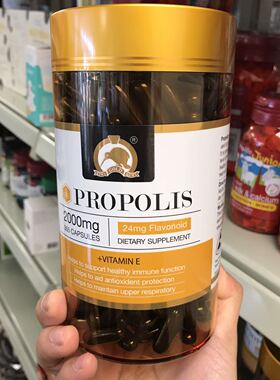 ®
PROPOLIS
2000mg
365 CAPSULES
24mg Flavonoid
DIETARY SUPPLEMENT
+VITAMIN E
Helps to support healthy immune function
Helps to aid antioxidant protection
Helps to maintain upper respiratory